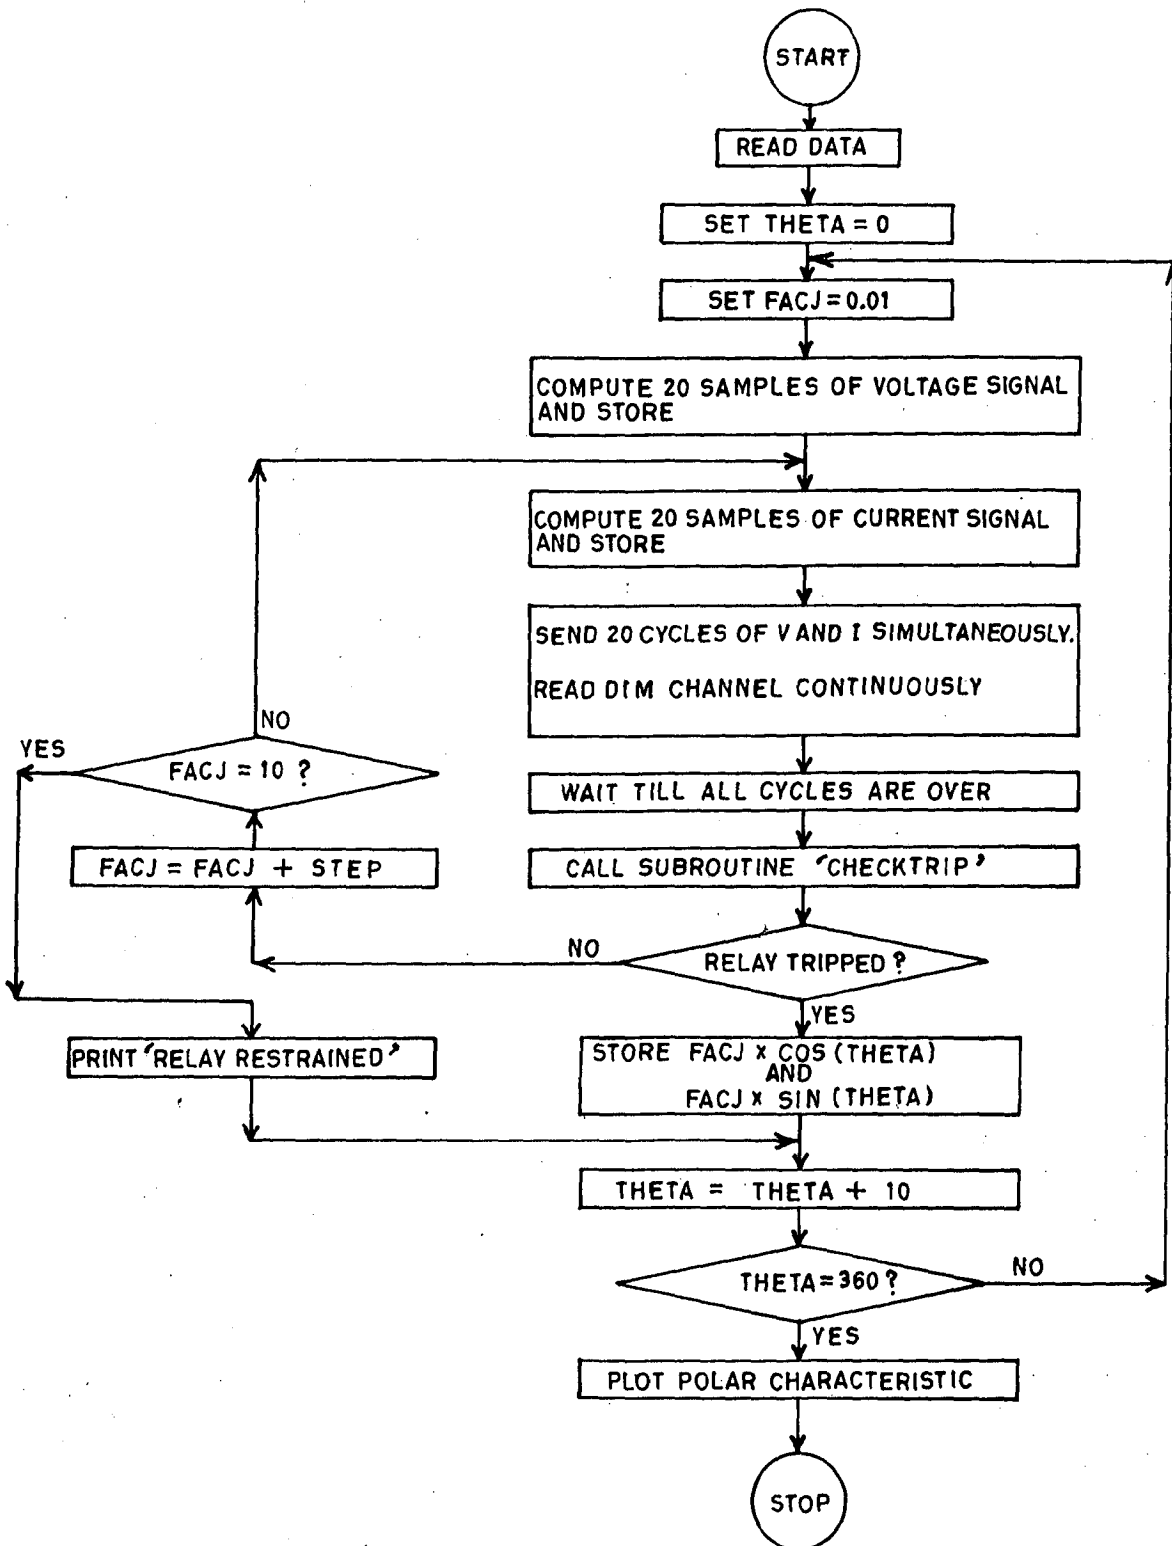 START
READ DATA
SET THETA = 0
SET FACJ = 0.01
COMPUTE 20 SAMPLES OF VOLTAGE SIGNAL
AND STORE
COMPUTE 20 SAMPLES OF CURRENT SIGNAL
AND STORE
SEND 20 CYCLES OF V AND I SIMULTANEOUSLY.
READ DIM CHANNEL CONTINUOUSLY
NO
YES
FACJ = 10 ?
WAIT TILL ALL CYCLES ARE OVER
FACJ = FACJ + STEP
CALL SUBROUTINE 'CHECKTRIP'
NO
RELAY TRIPPED ?
YES
PRINT 'RELAY RESTRAINED'
STORE FACJ x COS (THETA)
AND
FACJ x SIN (THETA)
THETA = THETA + 10
THETA = 360 ?
NO
YES
PLOT POLAR CHARACTERISTIC
STOP